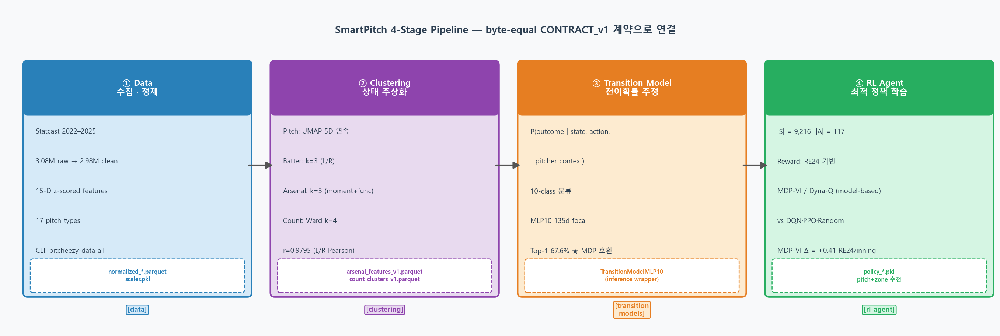 SmartPitch 4-Stage Pipeline — byte-equal CONTRACT_v1 계약으로 연결
① Data
수집 · 정제
Statcast 2022–2025
3.08M raw → 2.98M clean
15-D z-scored features
17 pitch types
CLI: pitcheezy-data all
normalized_*.parquet
scaler.pkl
[data]
② Clustering
상태 추상화
Pitch: UMAP 5D 연속
Batter: k=3 (L/R)
Arsenal: k=3 (moment+func)
Count: Ward k=4
r=0.9795 (L/R Pearson)
arsenal_features_v1.parquet
count_clusters_v1.parquet
[clustering]
③ Transition Model
전이확률 추정
P(outcome | state, action,
pitcher context)
10-class 분류
MLP10 135d focal
Top-1 67.6% ★ MDP 호환
TransitionModelMLP10
(inference wrapper)
[transition
models]
④ RL Agent
최적 정책 학습
|S| = 9,216  |A| = 117
Reward: RE24 기반
MDP-VI / Dyna-Q (model-based)
vs DQN·PPO·Random
MDP-VI Δ = +0.41 RE24/inning
policy_*.pkl
pitch+zone 추천
[rl-agent]